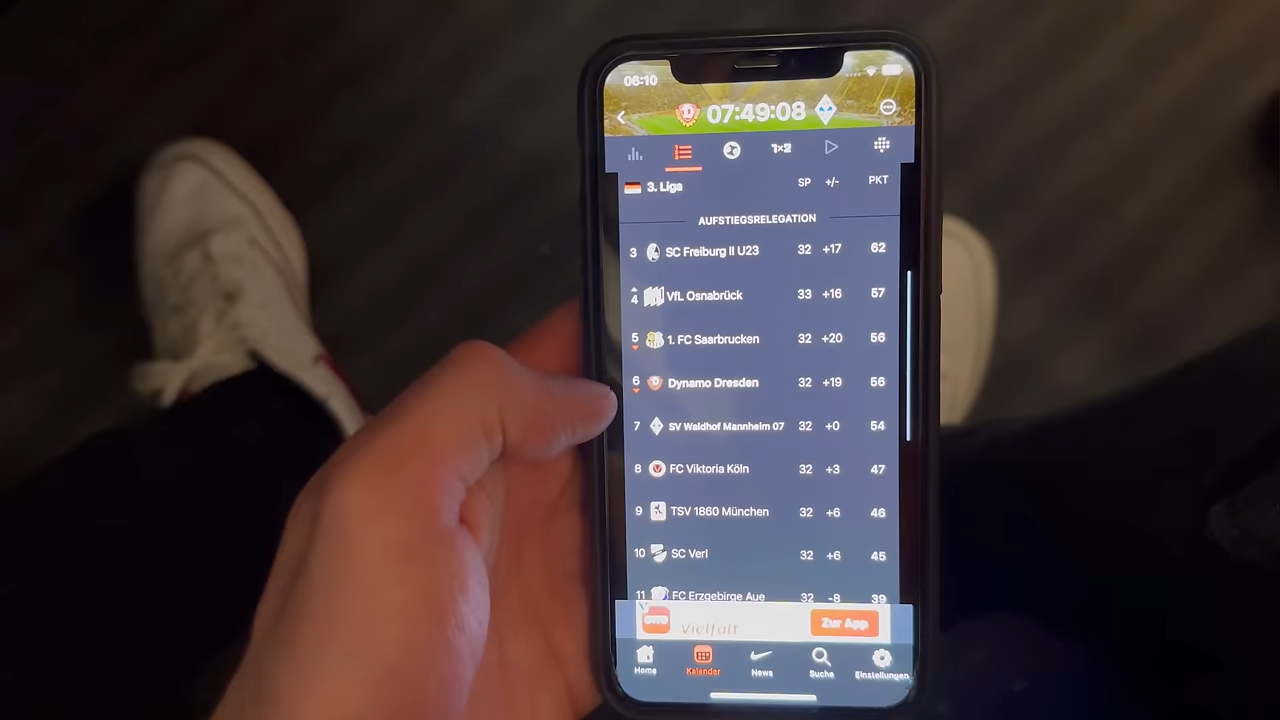 06:10
07:49:08
1x2
3. Liga SP +/- PKT
AUFSTIEGSRELEGATION
3 SC Freiburg II U23 32 +17 62
4 VfL Osnabrück 33 +16 57
5 1. FC Saarbrucken 32 +20 56
6 Dynamo Dresden 32 +19 56
7 SV Waldhof Mannheim 07 32 +0 54
8 FC Viktoria Köln 32 +3 47
9 TSV 1860 München 32 +6 46
10 SC Verl 32 +6 45
11 FC Erzgebirge Aue 32 -8 39
OTTO Vielfalt Zur App
Home Kalender News Suche Einstellungen